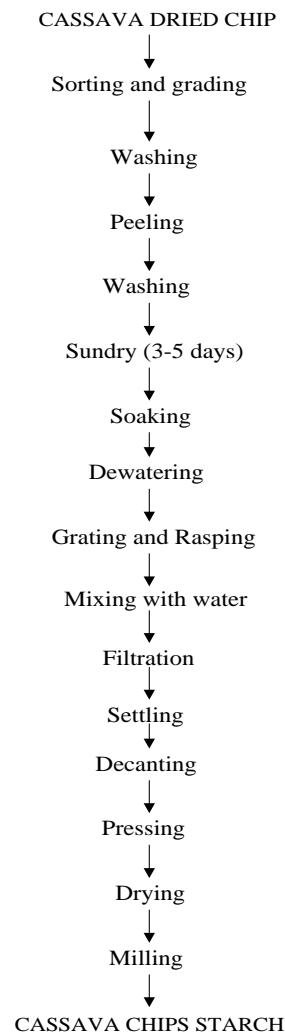 CASSAVA DRIED CHIP
Sorting and grading
Washing
Peeling
Washing
Sundry (3-5 days)
Soaking
Dewatering
Grating and Rasping
Mixing with water
Filtration
Settling
Decanting
Pressing
Drying
Milling
CASSAVA CHIPS STARCH